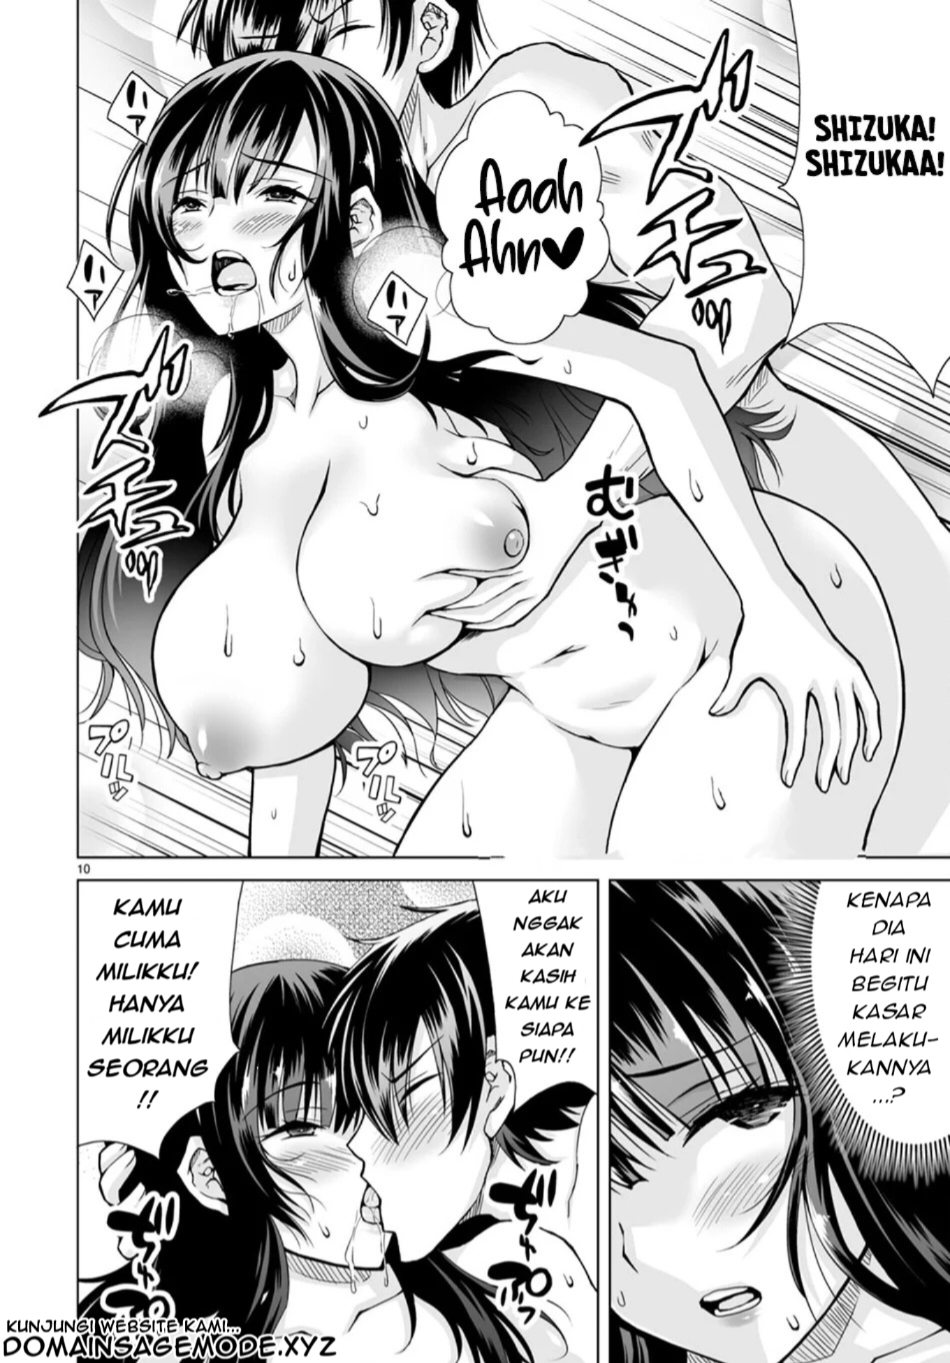 SHIZUKA!
SHIZUKAA!
Aaah
Ahn♥
ハァ
ハァ
ハァ
ズ
チュ
ズ
チュ
むぎゅ
プルッ
プルッ
10
KENAPA
DIA
HARI INI
BEGITU
KASAR
MELAKU-
KANNYA
...?
AKU
NGGAK
AKAN
KASIH
KAMU KE
SIAPA
PUN!!
KAMU
CUMA
MILIKKU!
HANYA
MILIKKU
SEORANG
!!
KUNJUNGI WEBSITE KAMI...
DOMAINSAGEMODE.XYZ